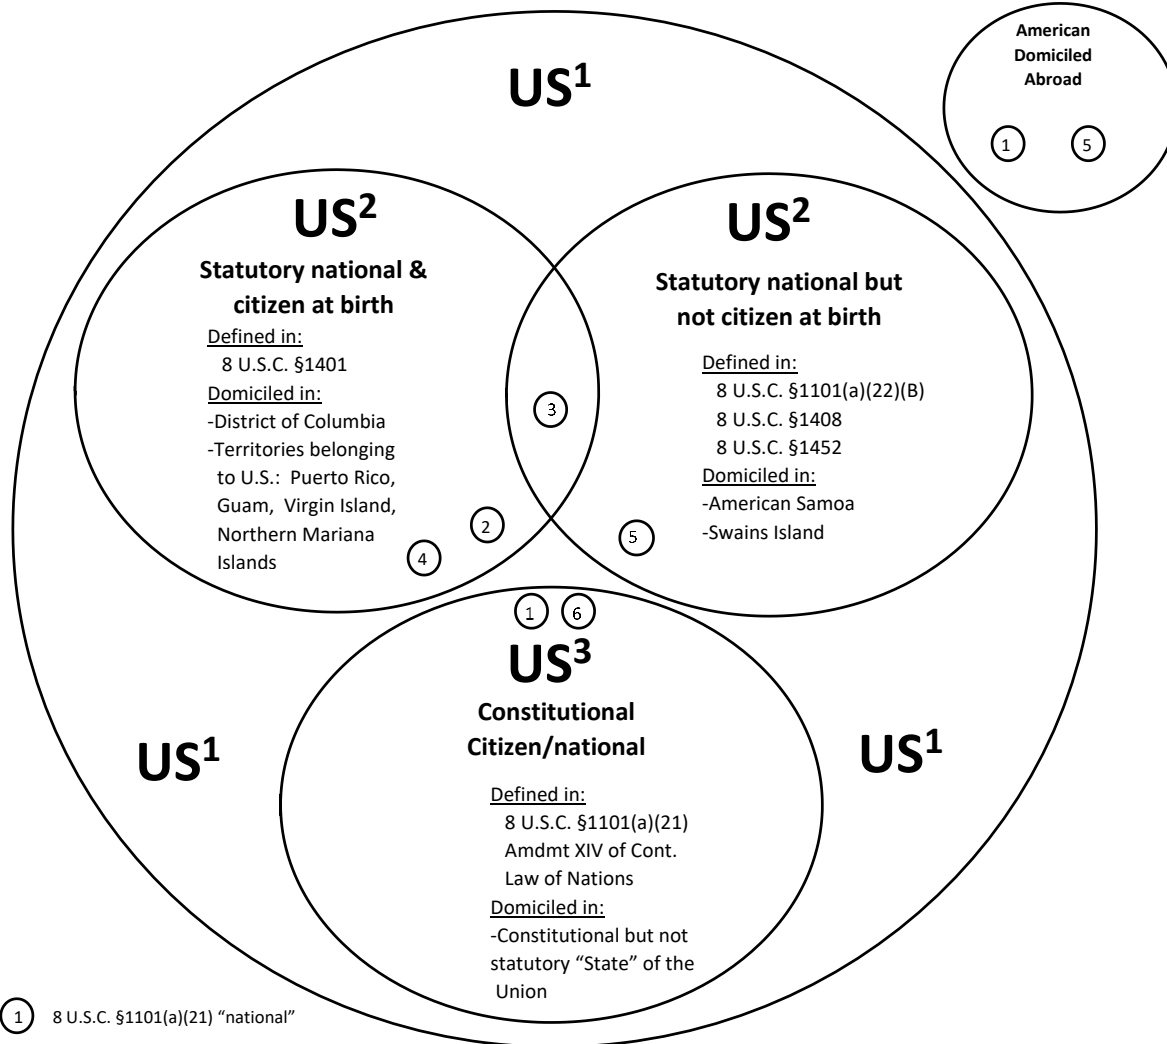 US1
American
Domiciled
Abroad
1 5
US2
Statutory national &
citizen at birth
Defined in:
8 U.S.C. §1401
Domiciled in:
-District of Columbia
-Territories belonging
to U.S.: Puerto Rico,
Guam, Virgin Island,
Northern Mariana
Islands
4
2
3
US2
Statutory national but
not citizen at birth
Defined in:
8 U.S.C. §1101(a)(22)(B)
8 U.S.C. §1408
8 U.S.C. §1452
Domiciled in:
-American Samoa
-Swains Island
5
1 6
US3
Constitutional
Citizen/national
Defined in:
8 U.S.C. §1101(a)(21)
Amdmt XIV of Cont.
Law of Nations
Domiciled in:
-Constitutional but not
statutory “State” of the
Union
US1
US1
1 8 U.S.C. §1101(a)(21) “national”